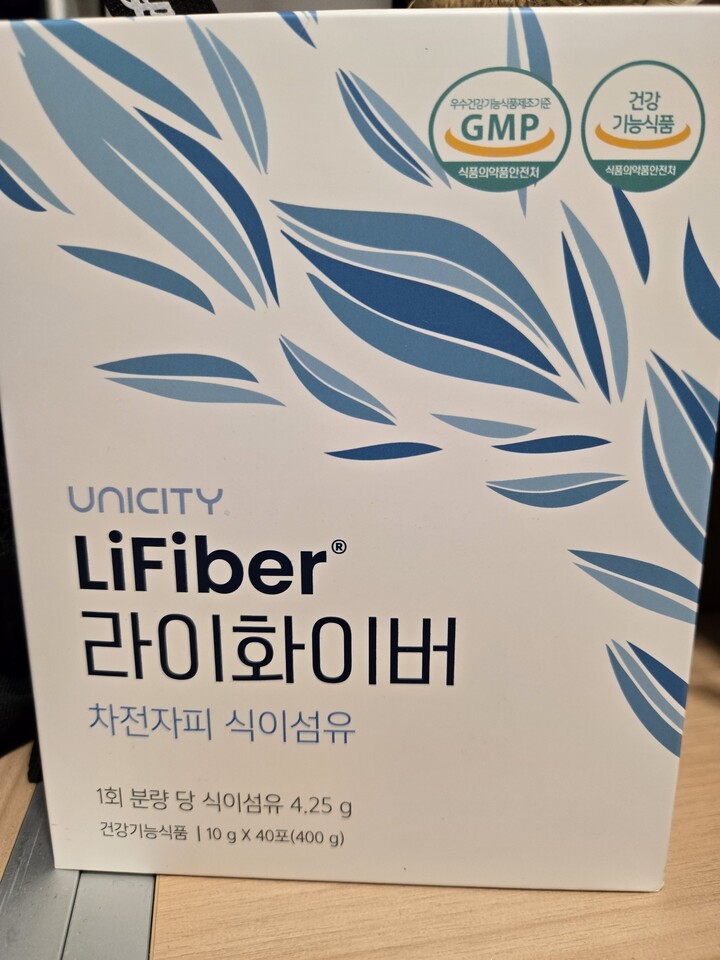 우수건강기능식품제조기준
GMP
식품의약품안전처
건강
기능식품
식품의약품안전처
UNICITY
LiFiber®
라이화이버
차전자피 식이섬유
1회 분량 당 식이섬유 4.25 g
건강기능식품 | 10 g X 40포(400 g)